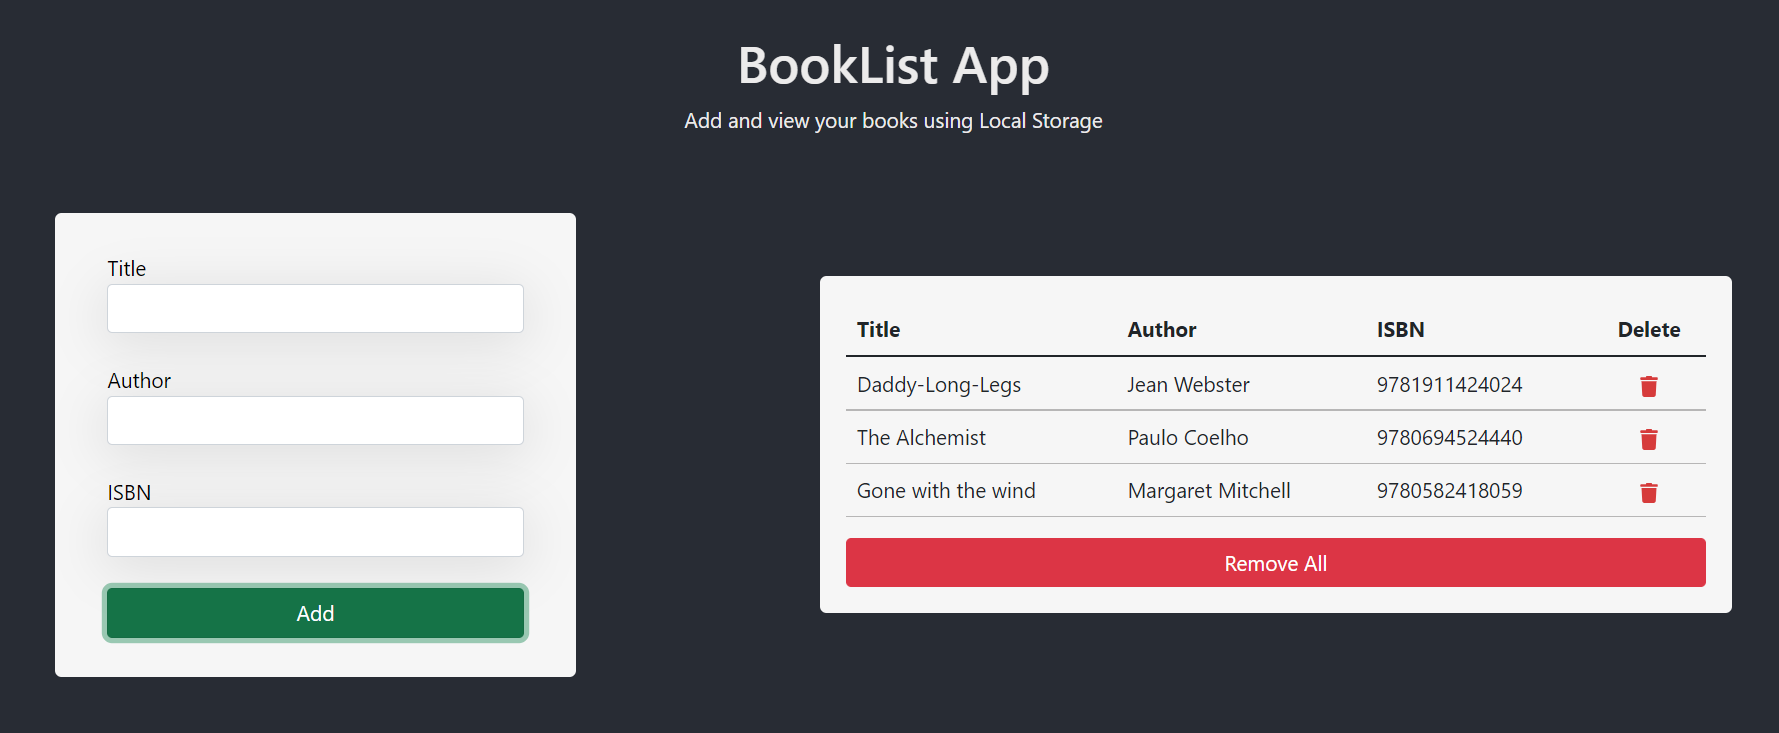 BookList App
Add and view your books using Local Storage
Title
Author
ISBN
Add
Title Author ISBN Delete
Daddy-Long-Legs Jean Webster 9781911424024
The Alchemist Paulo Coelho 9780694524440
Gone with the wind Margaret Mitchell 9780582418059
Remove All